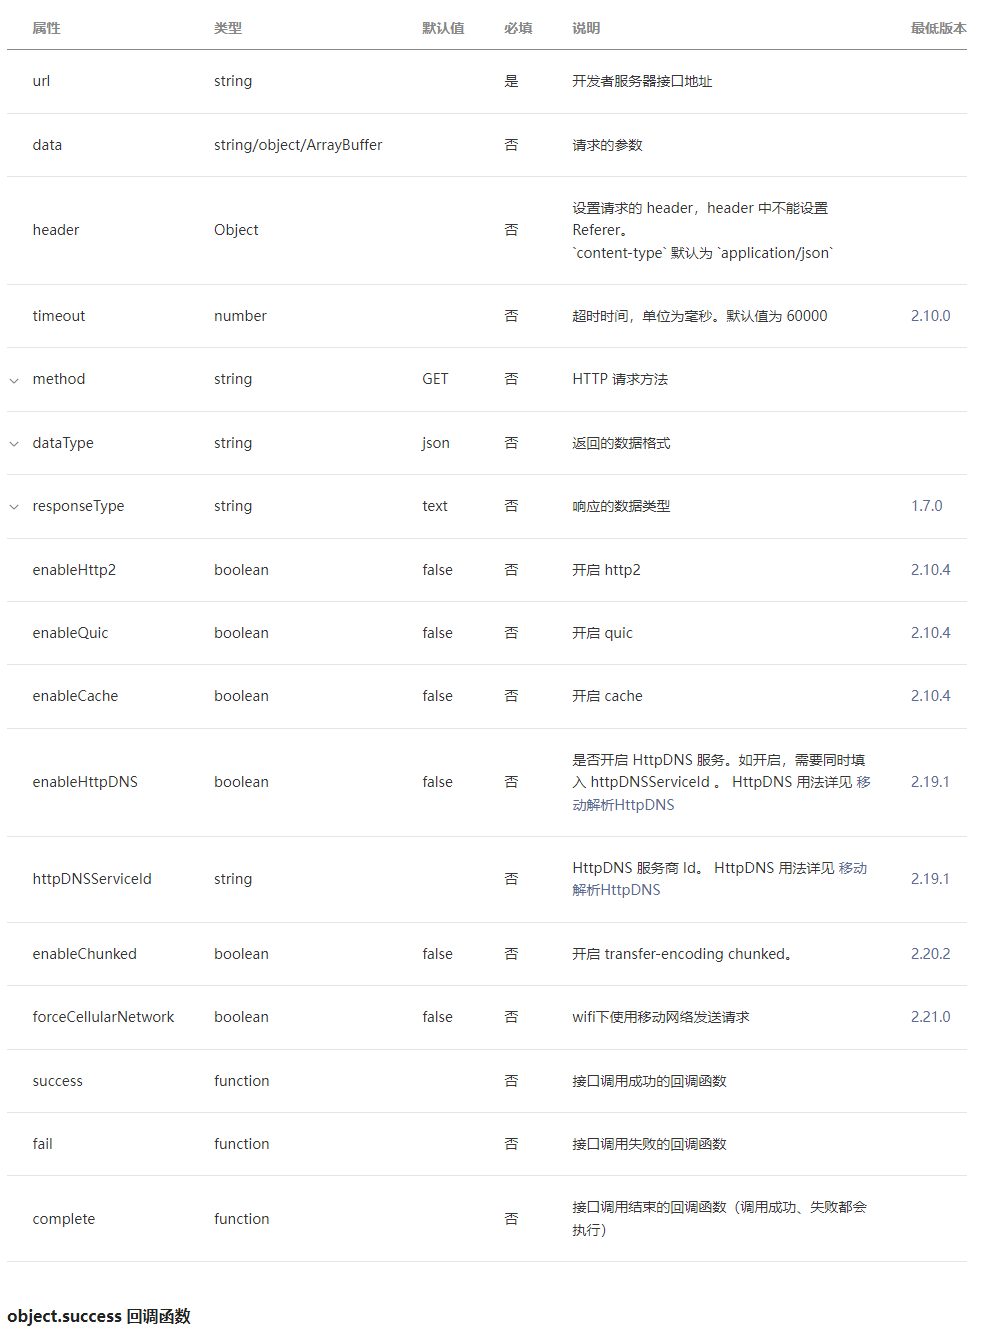 属性 类型 默认值 必填 说明 最低版本
url string 是 开发者服务器接口地址
data string/object/ArrayBuffer 否 请求的参数
header Object 否 设置请求的 header，header 中不能设置
Referer。
`content-type` 默认为 `application/json`
timeout number 否 超时时间，单位为毫秒。默认值为 60000 2.10.0
method string GET 否 HTTP 请求方法
dataType string json 否 返回的数据格式
responseType string text 否 响应的数据类型 1.7.0
enableHttp2 boolean false 否 开启 http2 2.10.4
enableQuic boolean false 否 开启 quic 2.10.4
enableCache boolean false 否 开启 cache 2.10.4
enableHttpDNS boolean false 否 是否开启 HttpDNS 服务。如开启，需要同时填
入 httpDNSServiceId 。 HttpDNS 用法详见 移
动解析HttpDNS 2.19.1
httpDNSServiceId string 否 HttpDNS 服务商 Id。 HttpDNS 用法详见 移动
解析HttpDNS 2.19.1
enableChunked boolean false 否 开启 transfer-encoding chunked。 2.20.2
forceCellularNetwork boolean false 否 wifi下使用移动网络发送请求 2.21.0
success function 否 接口调用成功的回调函数
fail function 否 接口调用失败的回调函数
complete function 否 接口调用结束的回调函数（调用成功、失败都会
执行）
object.success 回调函数